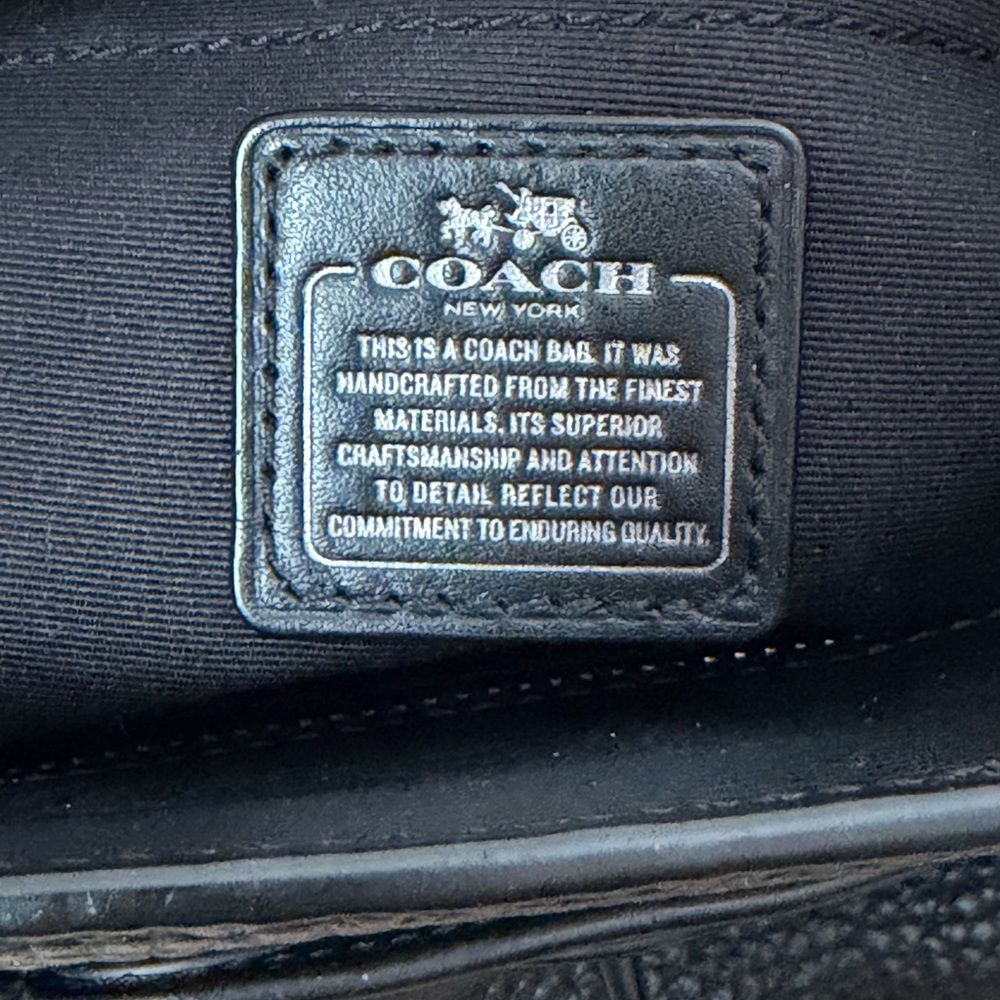 COACH
NEW YORK
THIS IS A COACH BAG. IT WAS
HANDCRAFTED FROM THE FINEST
MATERIALS. ITS SUPERIOR
CRAFTSMANSHIP AND ATTENTION
TO DETAIL REFLECT OUR
COMMITMENT TO ENDURING QUALITY.